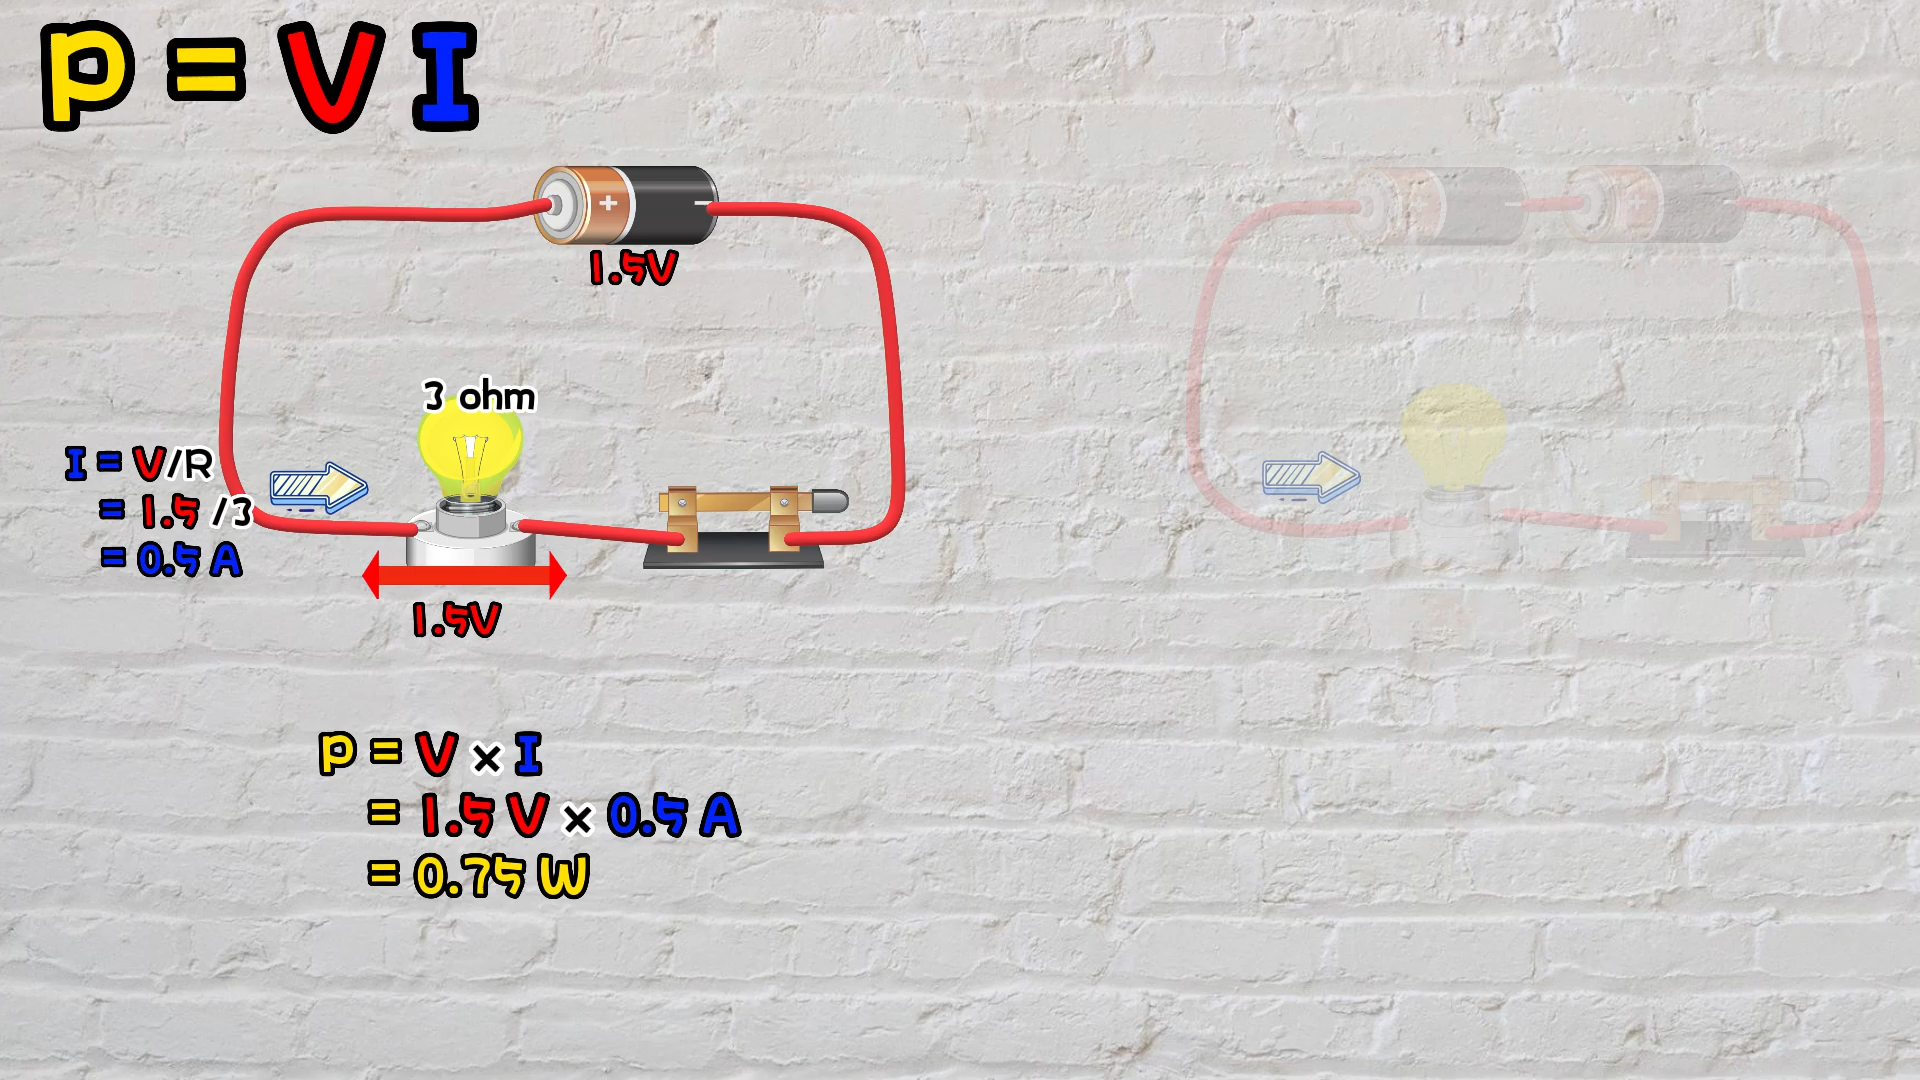 P = V I
+ −
1.5V
3 ohm
I = V/R
= 1.5 /3
= 0.5 A
1.5V
P = V × I
= 1.5 V × 0.5 A
= 0.75 W